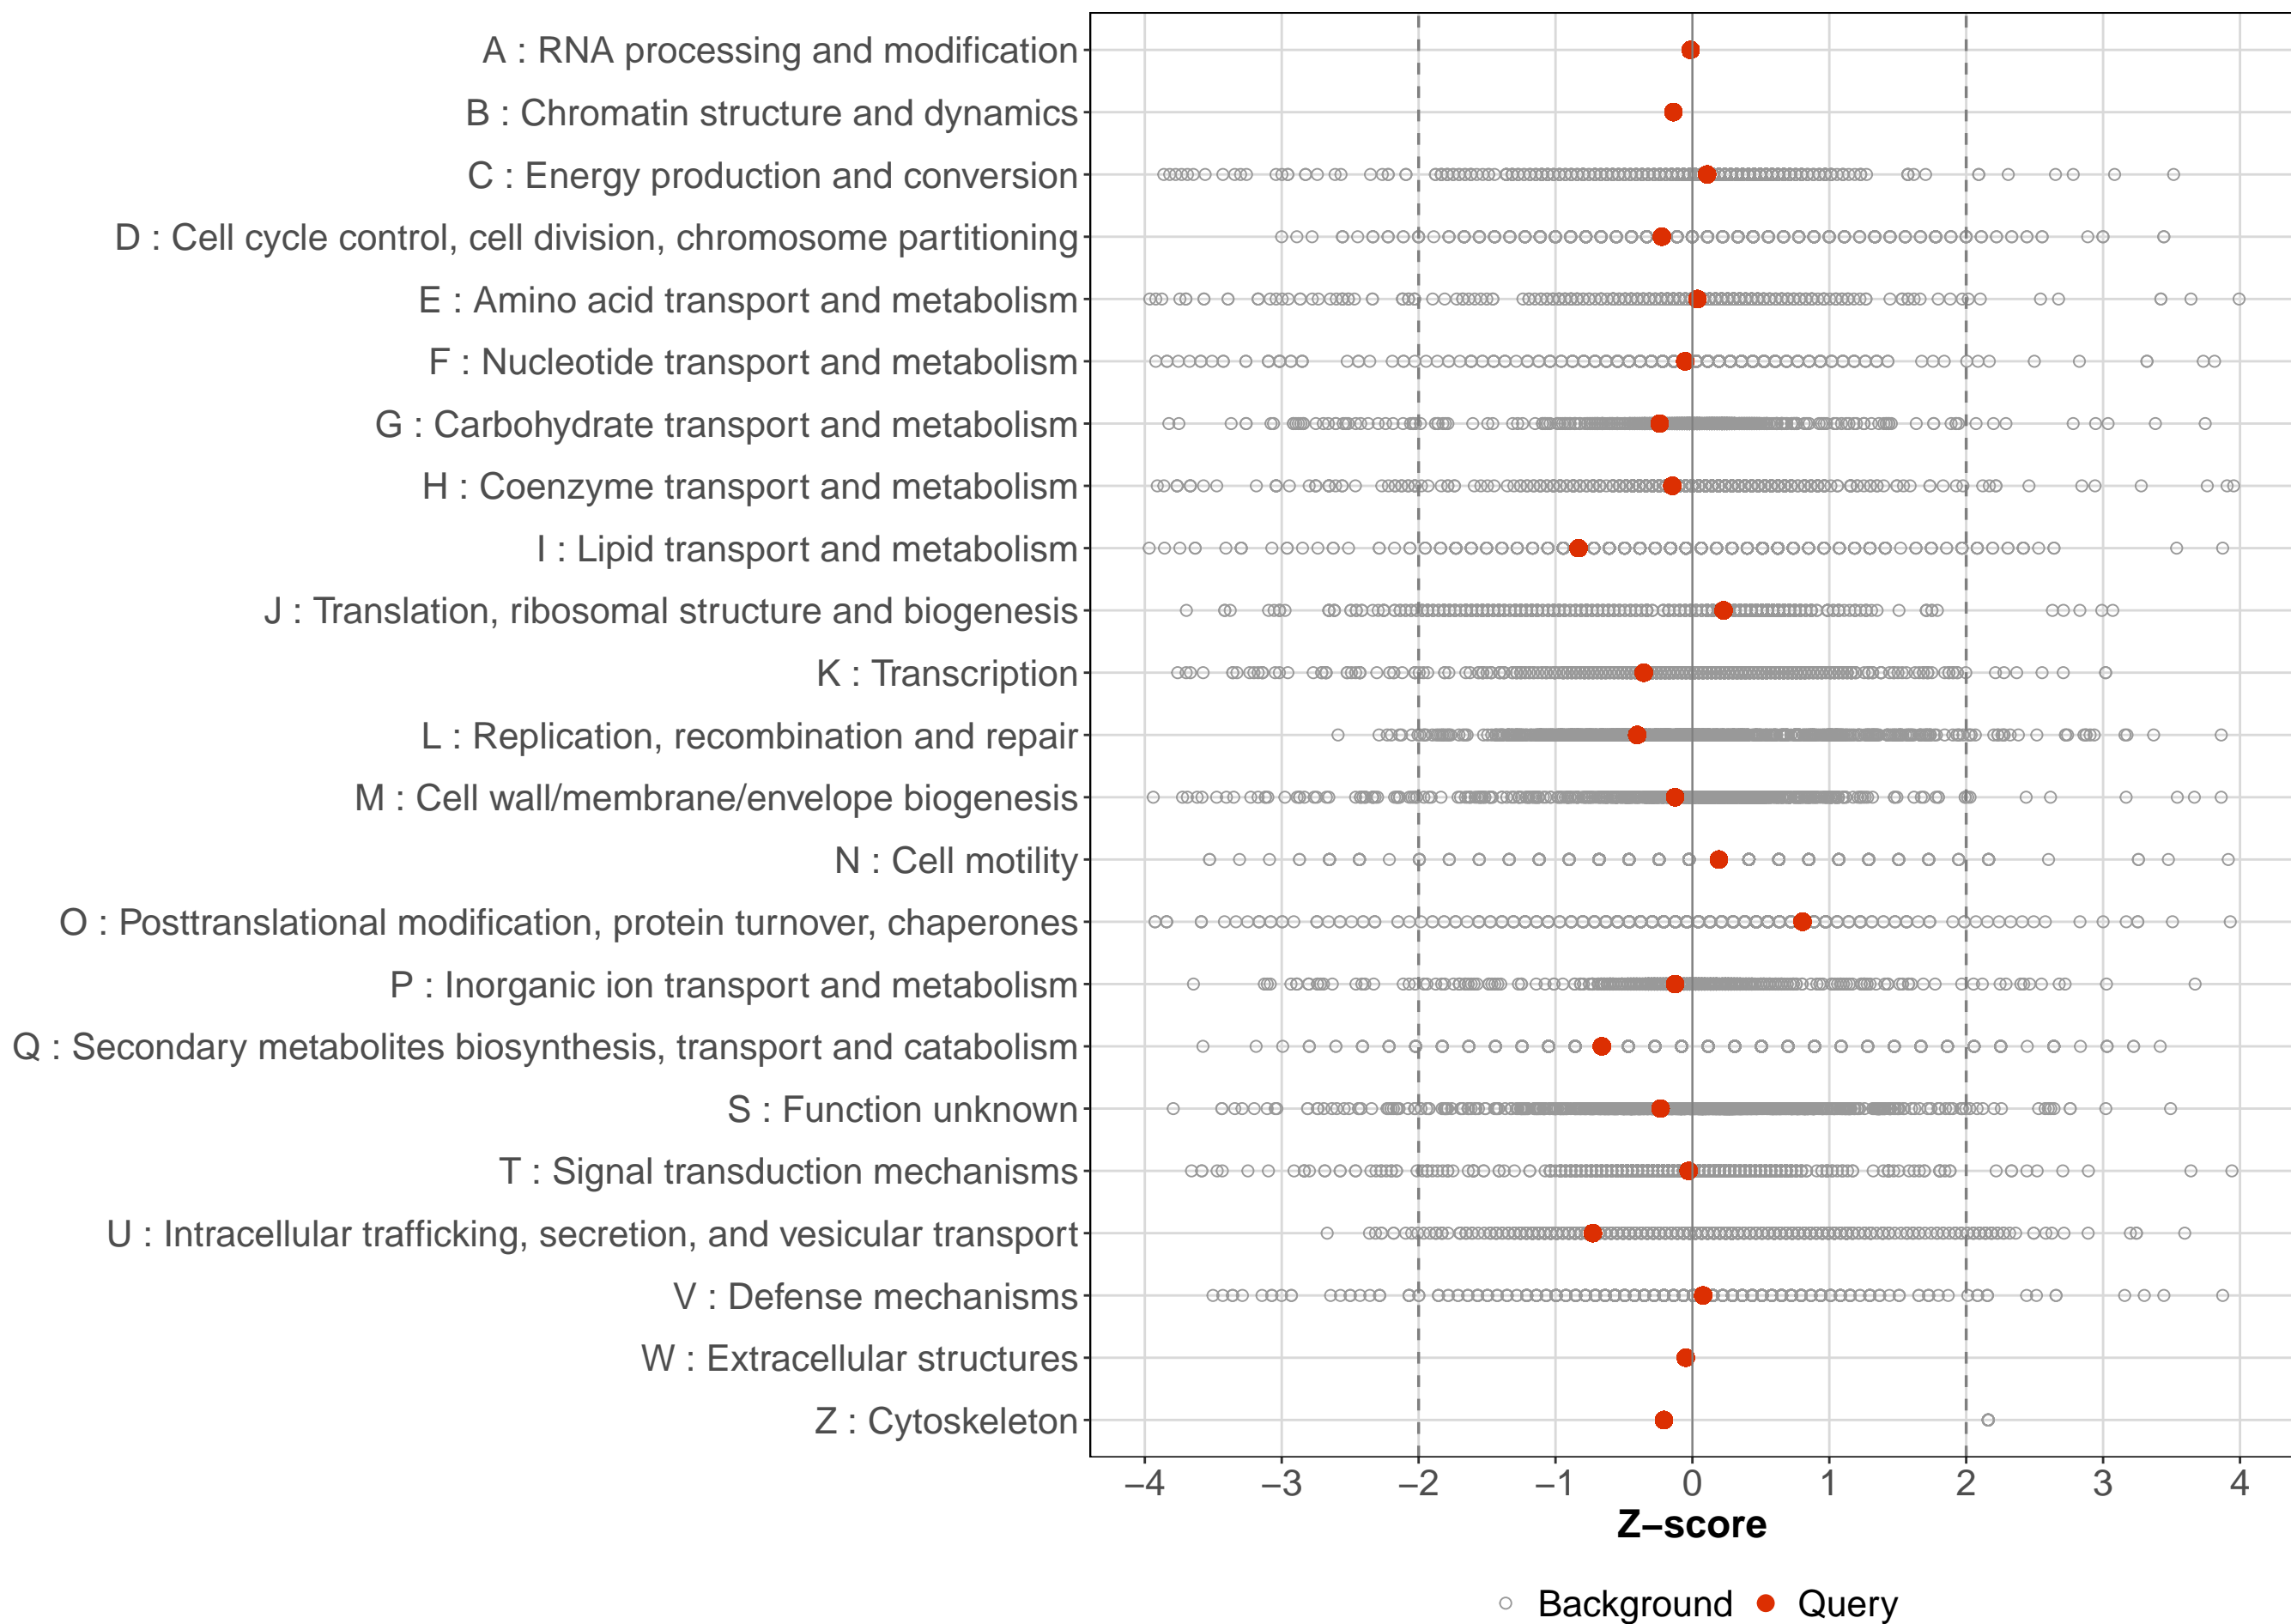 A : RNA processing and modification
B : Chromatin structure and dynamics
C : Energy production and conversion
D : Cell cycle control, cell division, chromosome partitioning
E : Amino acid transport and metabolism
F : Nucleotide transport and metabolism
G : Carbohydrate transport and metabolism
H : Coenzyme transport and metabolism
I : Lipid transport and metabolism
J : Translation, ribosomal structure and biogenesis
K : Transcription
L : Replication, recombination and repair
M : Cell wall/membrane/envelope biogenesis
N : Cell motility
O : Posttranslational modification, protein turnover, chaperones
P : Inorganic ion transport and metabolism
Q : Secondary metabolites biosynthesis, transport and catabolism
S : Function unknown
T : Signal transduction mechanisms
U : Intracellular trafficking, secretion, and vesicular transport
V : Defense mechanisms
W : Extracellular structures
Z : Cytoskeleton
−4 −3 −2 −1 0 1 2 3 4
Z−score
Background Query